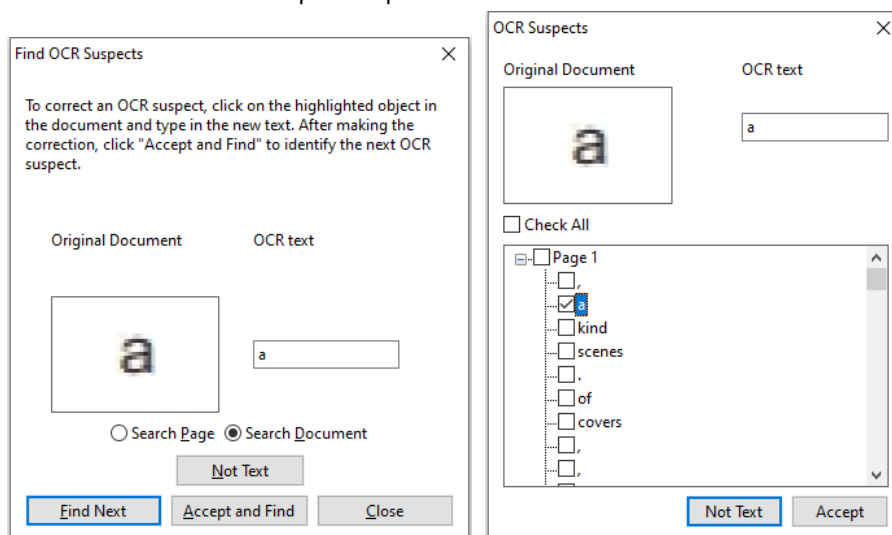 Find OCR Suspects
To correct an OCR suspect, click on the highlighted object in
the document and type in the new text. After making the
correction, click "Accept and Find" to identify the next OCR
suspect.
Original Document OCR text
a a
Search Page Search Document
Not Text
Find Next Accept and Find Close
OCR Suspects
Original Document OCR text
a a
Check All
Page 1
,
a
kind
scenes
.
of
covers
,
,
Not Text Accept